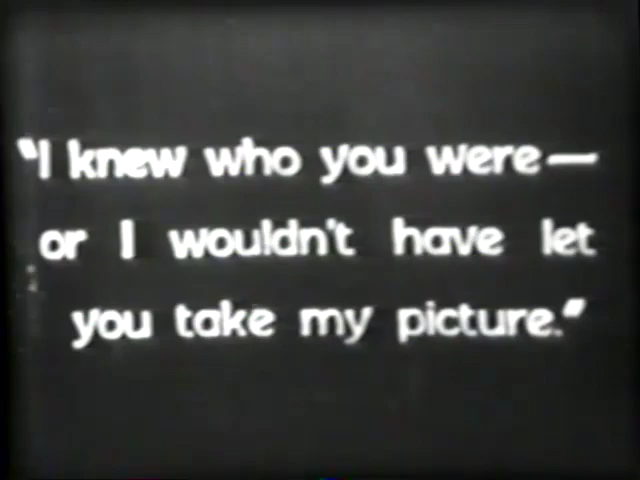 "I knew who you were—
or I wouldn't have let
you take my picture."